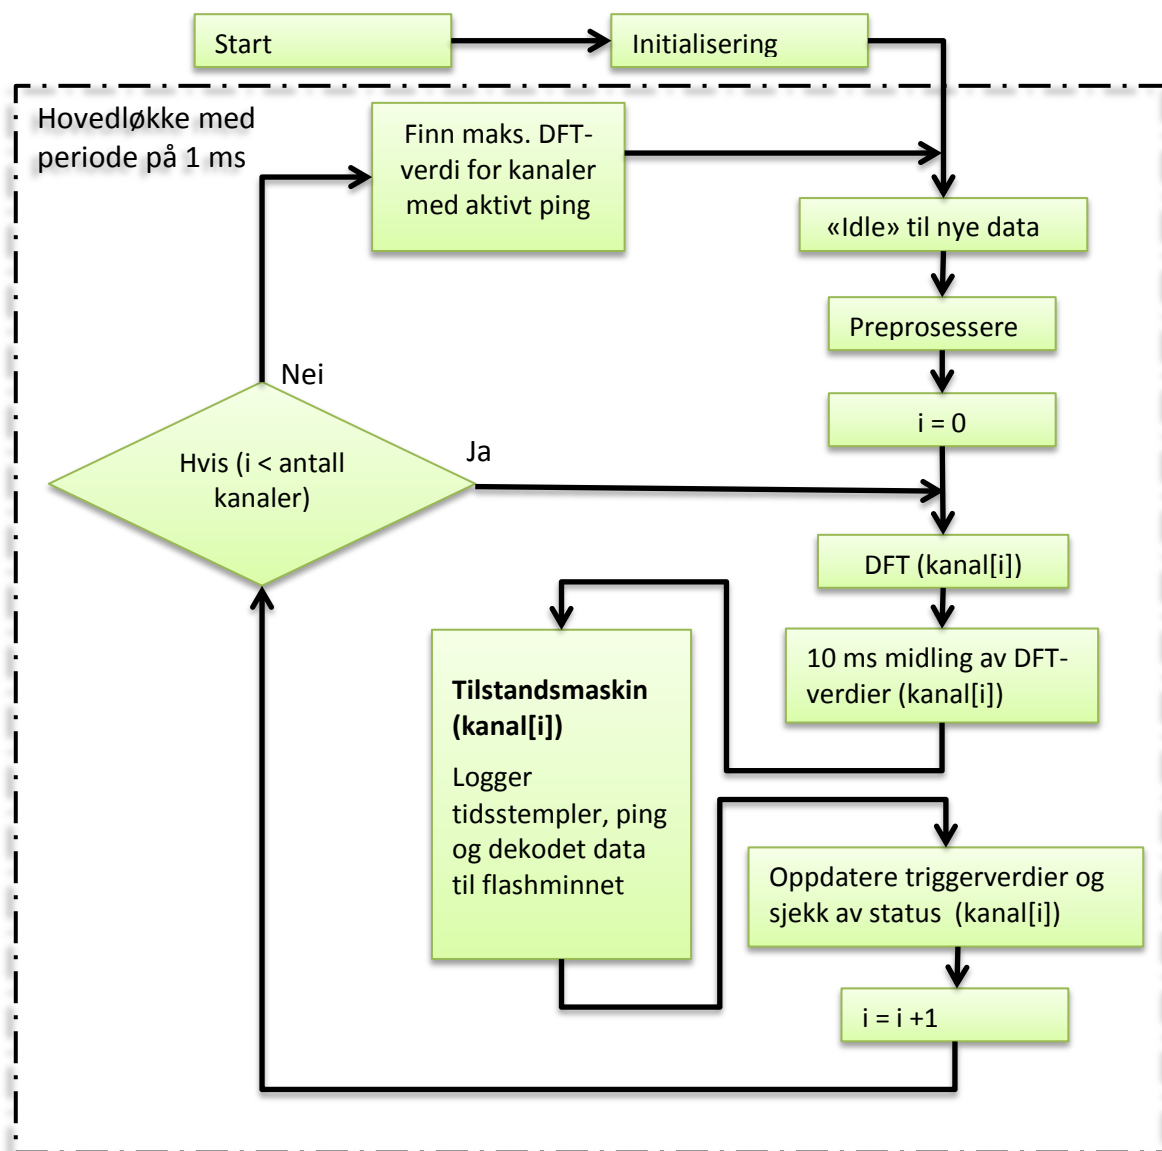 Start
Initialisering
Hovedløkke med
periode på 1 ms
Finn maks. DFT-
verdi for kanaler
med aktivt ping
«Idle» til nye data
Preprosessere
i = 0
Nei
Hvis (i < antall
kanaler)
Ja
DFT (kanal[i])
10 ms midling av DFT-
verdier (kanal[i])
Tilstandsmaskin
(kanal[i])
Logger
tidsstempler, ping
og dekodet data
til flashminnet
Oppdatere triggerverdier og
sjekk av status (kanal[i])
i = i +1